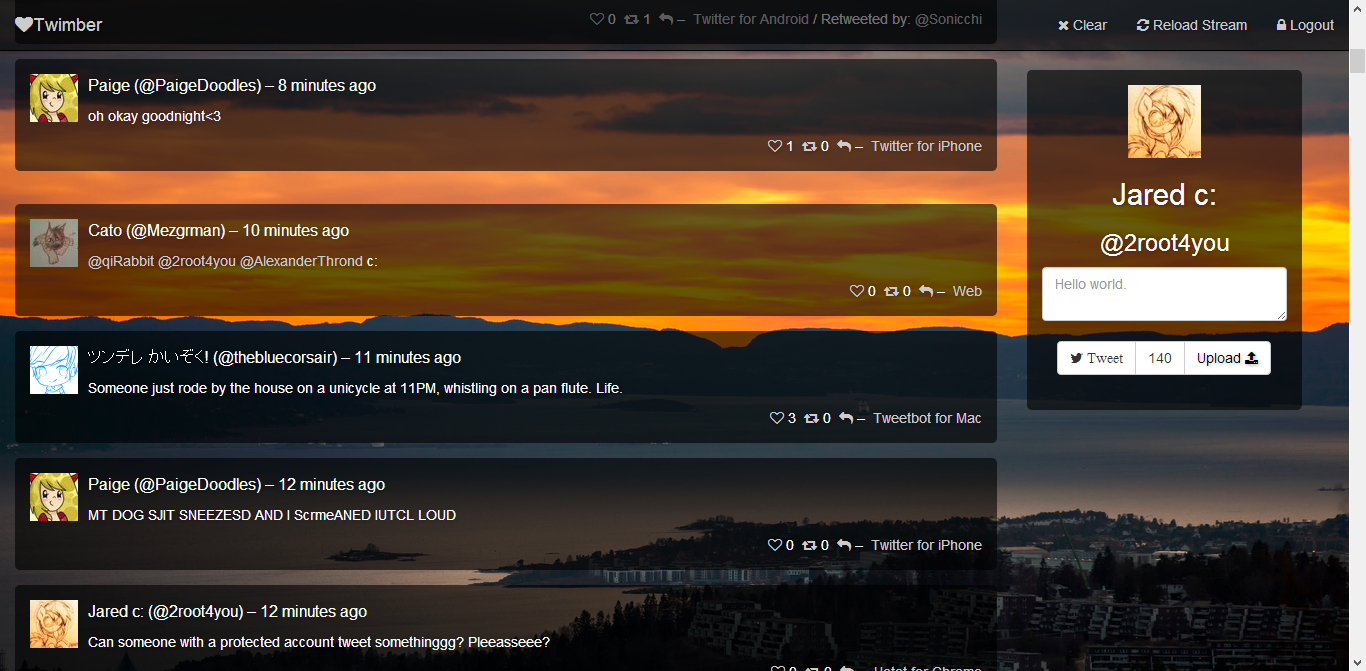 Twimber
0 1 – Twitter for Android / Retweeted by: @Sonicchi
Clear
Reload Stream
Logout
Paige (@PaigeDoodles) – 8 minutes ago
oh okay goodnight<3
1 0 – Twitter for iPhone
Cato (@Mezgrman) – 10 minutes ago
@qiRabbit @2root4you @AlexanderThrond c:
0 0 – Web
ツンデレ かいぞく! (@thebluecorsair) – 11 minutes ago
Someone just rode by the house on a unicycle at 11PM, whistling on a pan flute. Life.
3 0 – Tweetbot for Mac
Paige (@PaigeDoodles) – 12 minutes ago
MT DOG SJIT SNEEZESD AND I ScrmeANED IUTCL LOUD
0 0 – Twitter for iPhone
Jared c: (@2root4you) – 12 minutes ago
Can someone with a protected account tweet somethinggg? Pleeasseee?
0 0 – Hotot for Chrome
Jared c:
@2root4you
Hello world.
Tweet 140 Upload